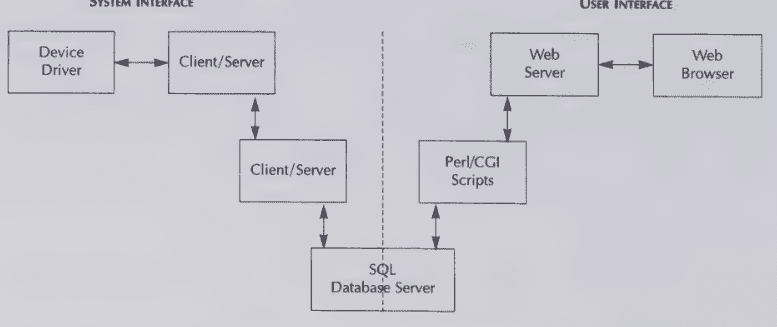 SYSTEM INTERFACE
USER INTERFACE
Device
Driver
Client/Server
Web
Server
Web
Browser
Client/Server
Perl/CGI
Scripts
SQL
Database Server